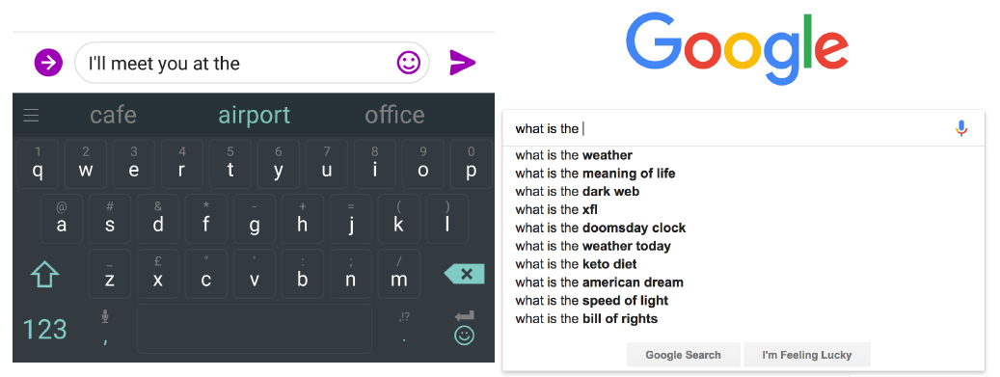 I'll meet you at the
cafe airport office
1 2 3 4 5 6 7 8 9 0
q w e r t y u i o p
@ # & * - + = ( )
a s d f g h j k l
_ £ " ' : ; /
z x c v b n m
123 , ,!? .
Google
what is the
what is the weather
what is the meaning of life
what is the dark web
what is the xfl
what is the doomsday clock
what is the weather today
what is the keto diet
what is the american dream
what is the speed of light
what is the bill of rights
Google Search I'm Feeling Lucky